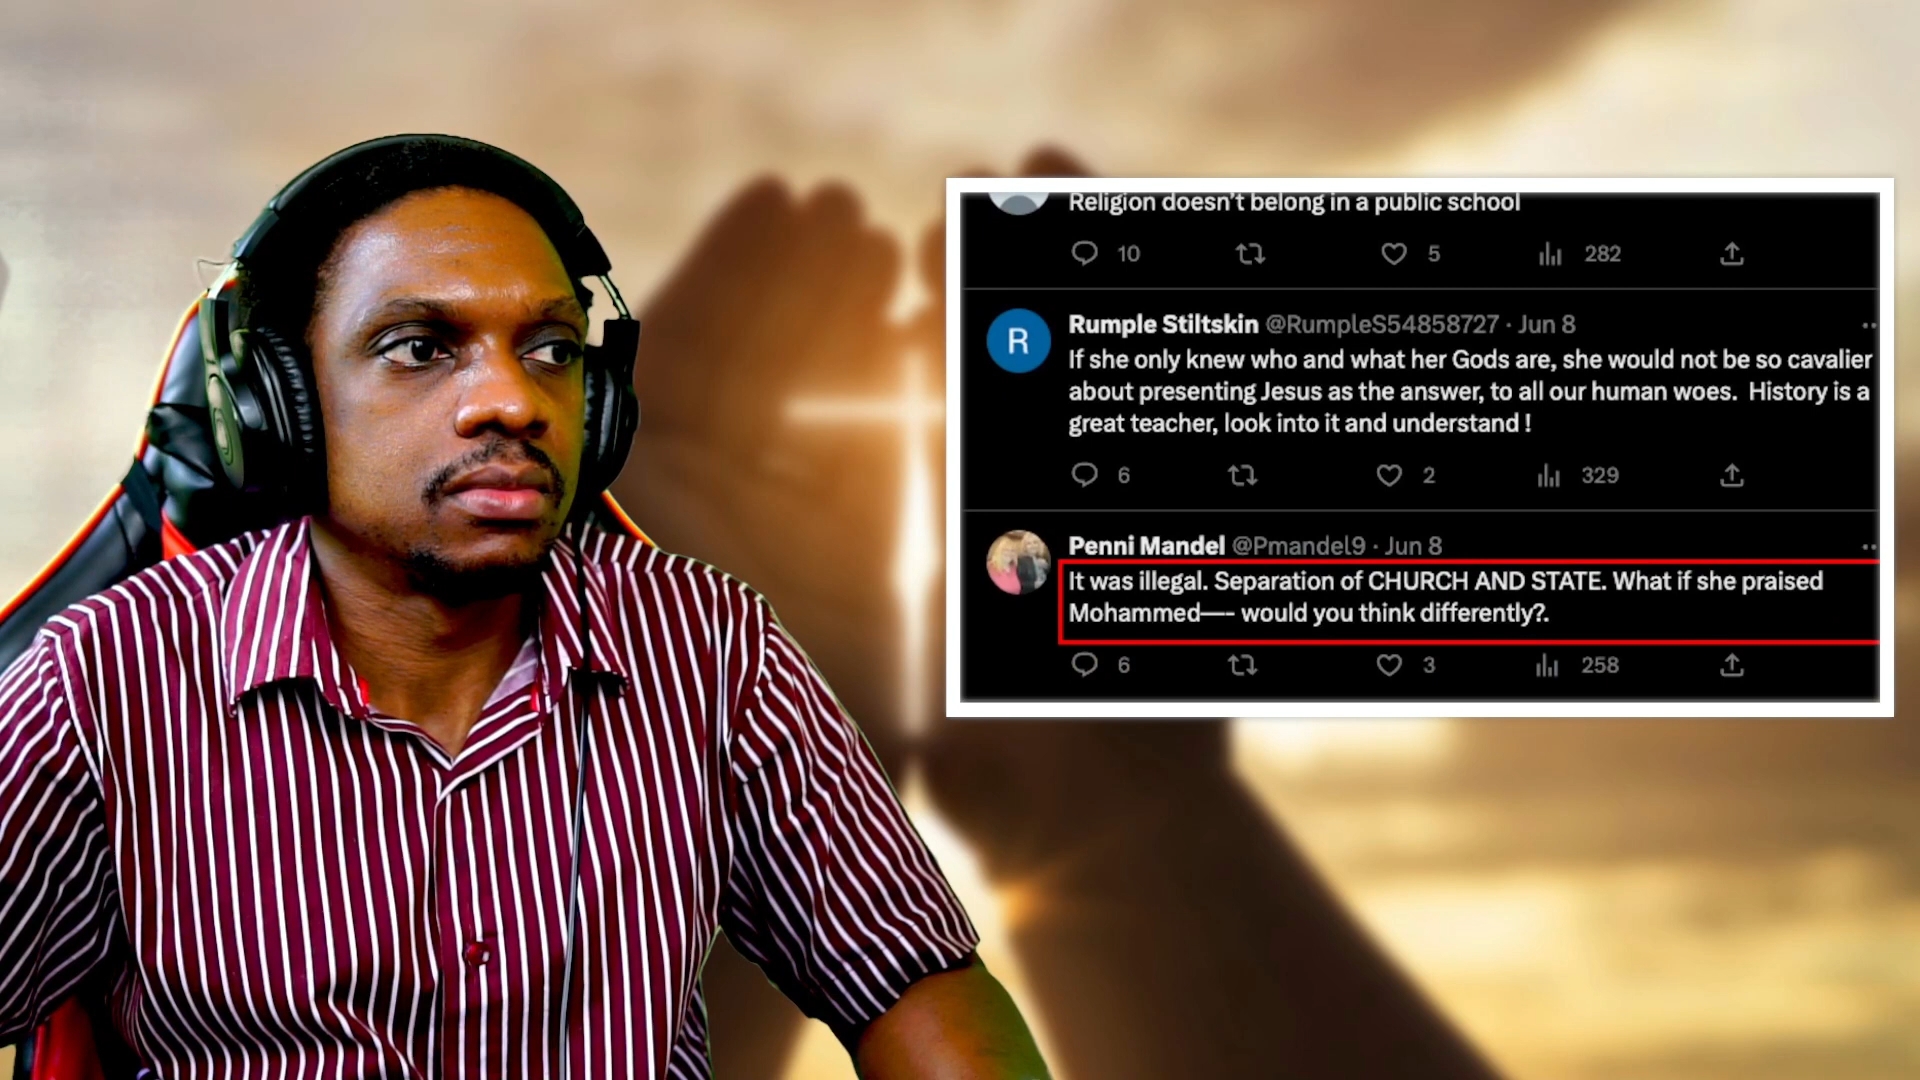 Religion doesn't belong in a public school
10 5 282
R
Rumple Stiltskin @RumpleS54858727 · Jun 8
If she only knew who and what her Gods are, she would not be so cavalier
about presenting Jesus as the answer, to all our human woes. History is a
great teacher, look into it and understand !
6 2 329
Penni Mandel @Pmandel9 · Jun 8
It was illegal. Separation of CHURCH AND STATE. What if she praised
Mohammed—- would you think differently?.
6 3 258